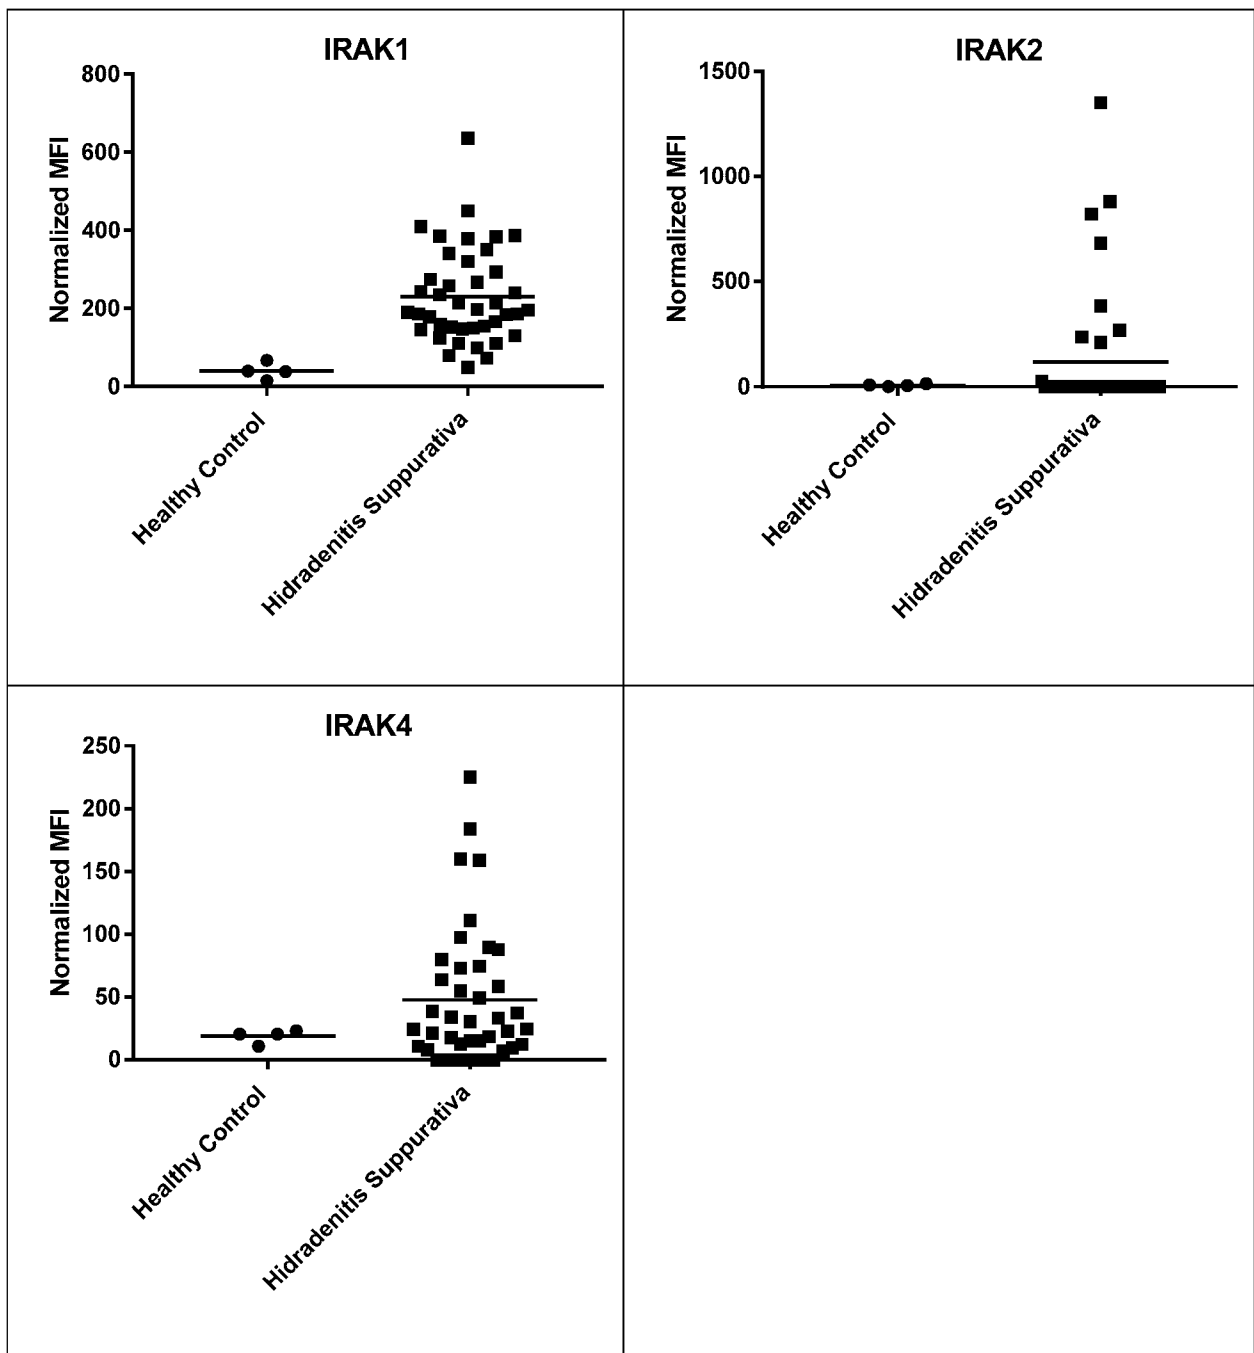 IRAK1
Normalized MFI
800
600
400
200
0
Healthy Control
Hidradenitis Suppurativa
IRAK2
Normalized MFI
1500
1000
500
0
Healthy Control
Hidradenitis Suppurativa
IRAK4
Normalized MFI
250
200
150
100
50
0
Healthy Control
Hidradenitis Suppurativa